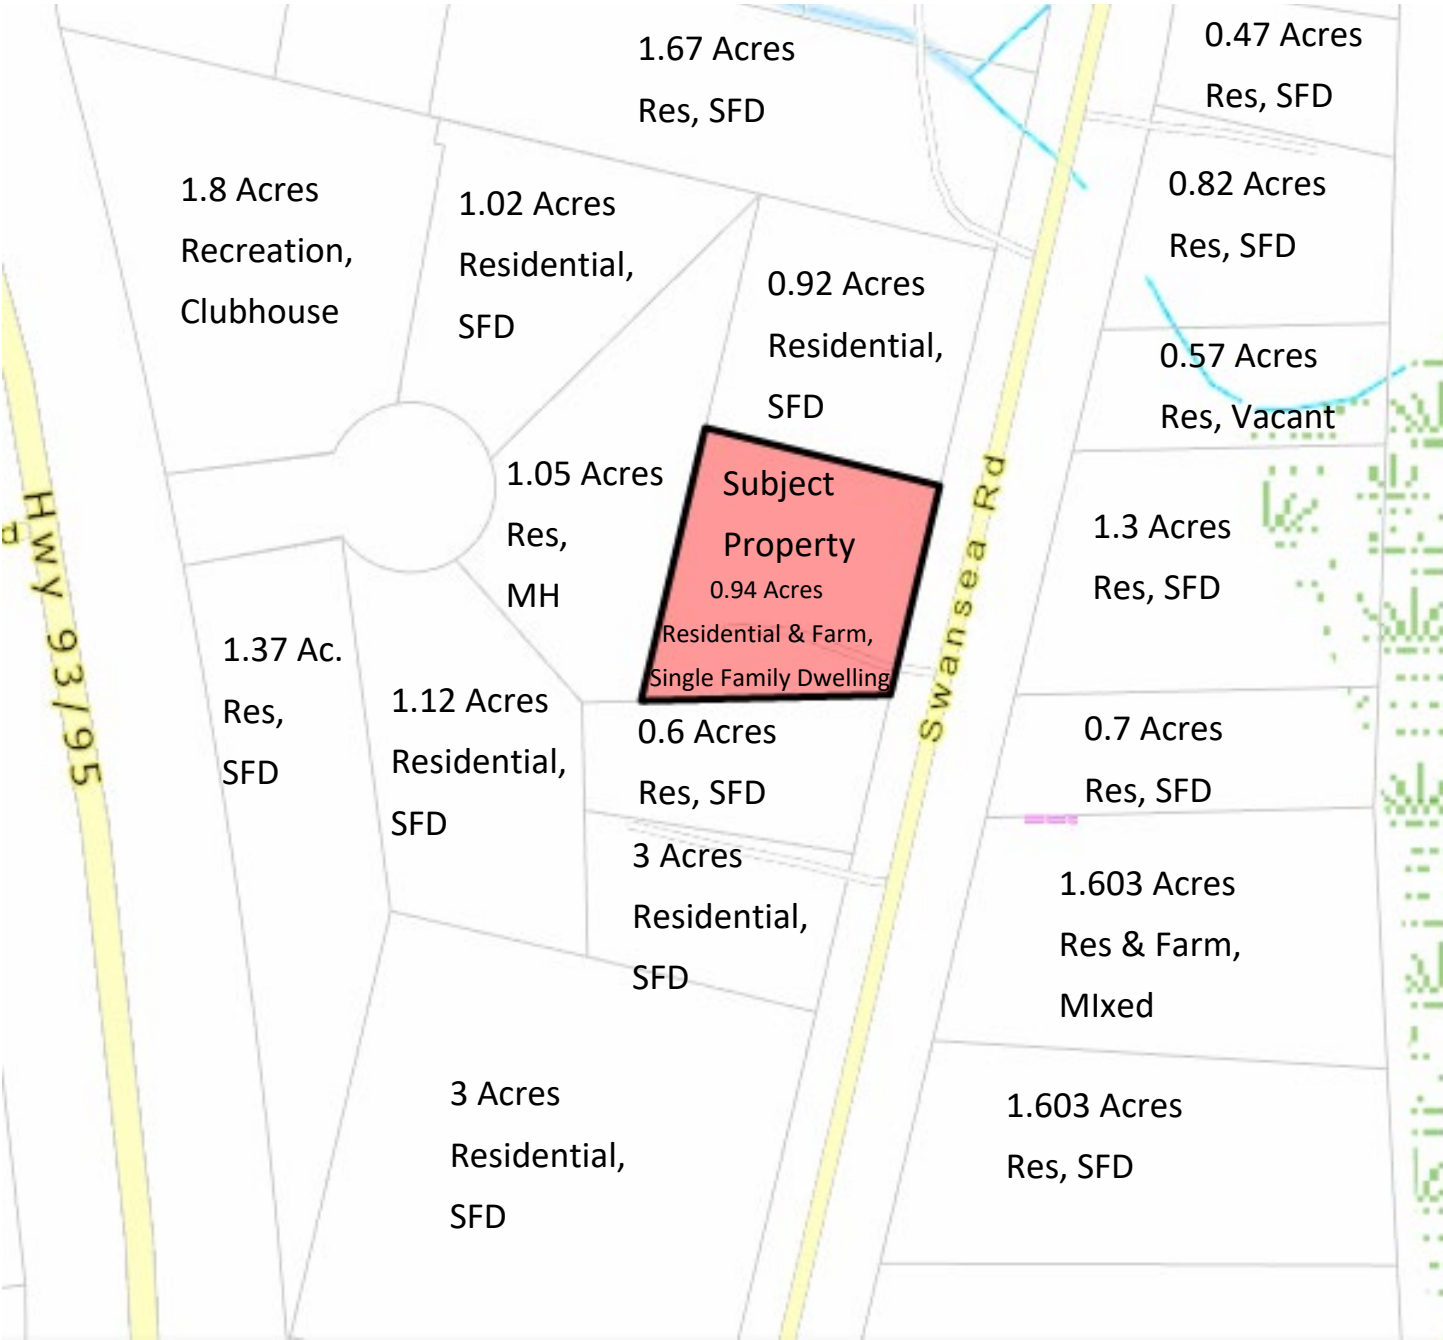 1.67 Acres
Res, SFD
0.47 Acres
Res, SFD
1.8 Acres
Recreation,
Clubhouse
1.02 Acres
Residential,
SFD
0.82 Acres
Res, SFD
0.92 Acres
Residential,
SFD
0.57 Acres
Res, Vacant
1.05 Acres
Res,
MH
Subject
Property
0.94 Acres
Residential & Farm,
Single Family Dwelling
Swansea Rd
1.3 Acres
Res, SFD
Hwy 93/95
d
1.37 Ac.
Res,
SFD
1.12 Acres
Residential,
SFD
0.6 Acres
Res, SFD
0.7 Acres
Res, SFD
3 Acres
Residential,
SFD
1.603 Acres
Res & Farm,
MIxed
3 Acres
Residential,
SFD
1.603 Acres
Res, SFD